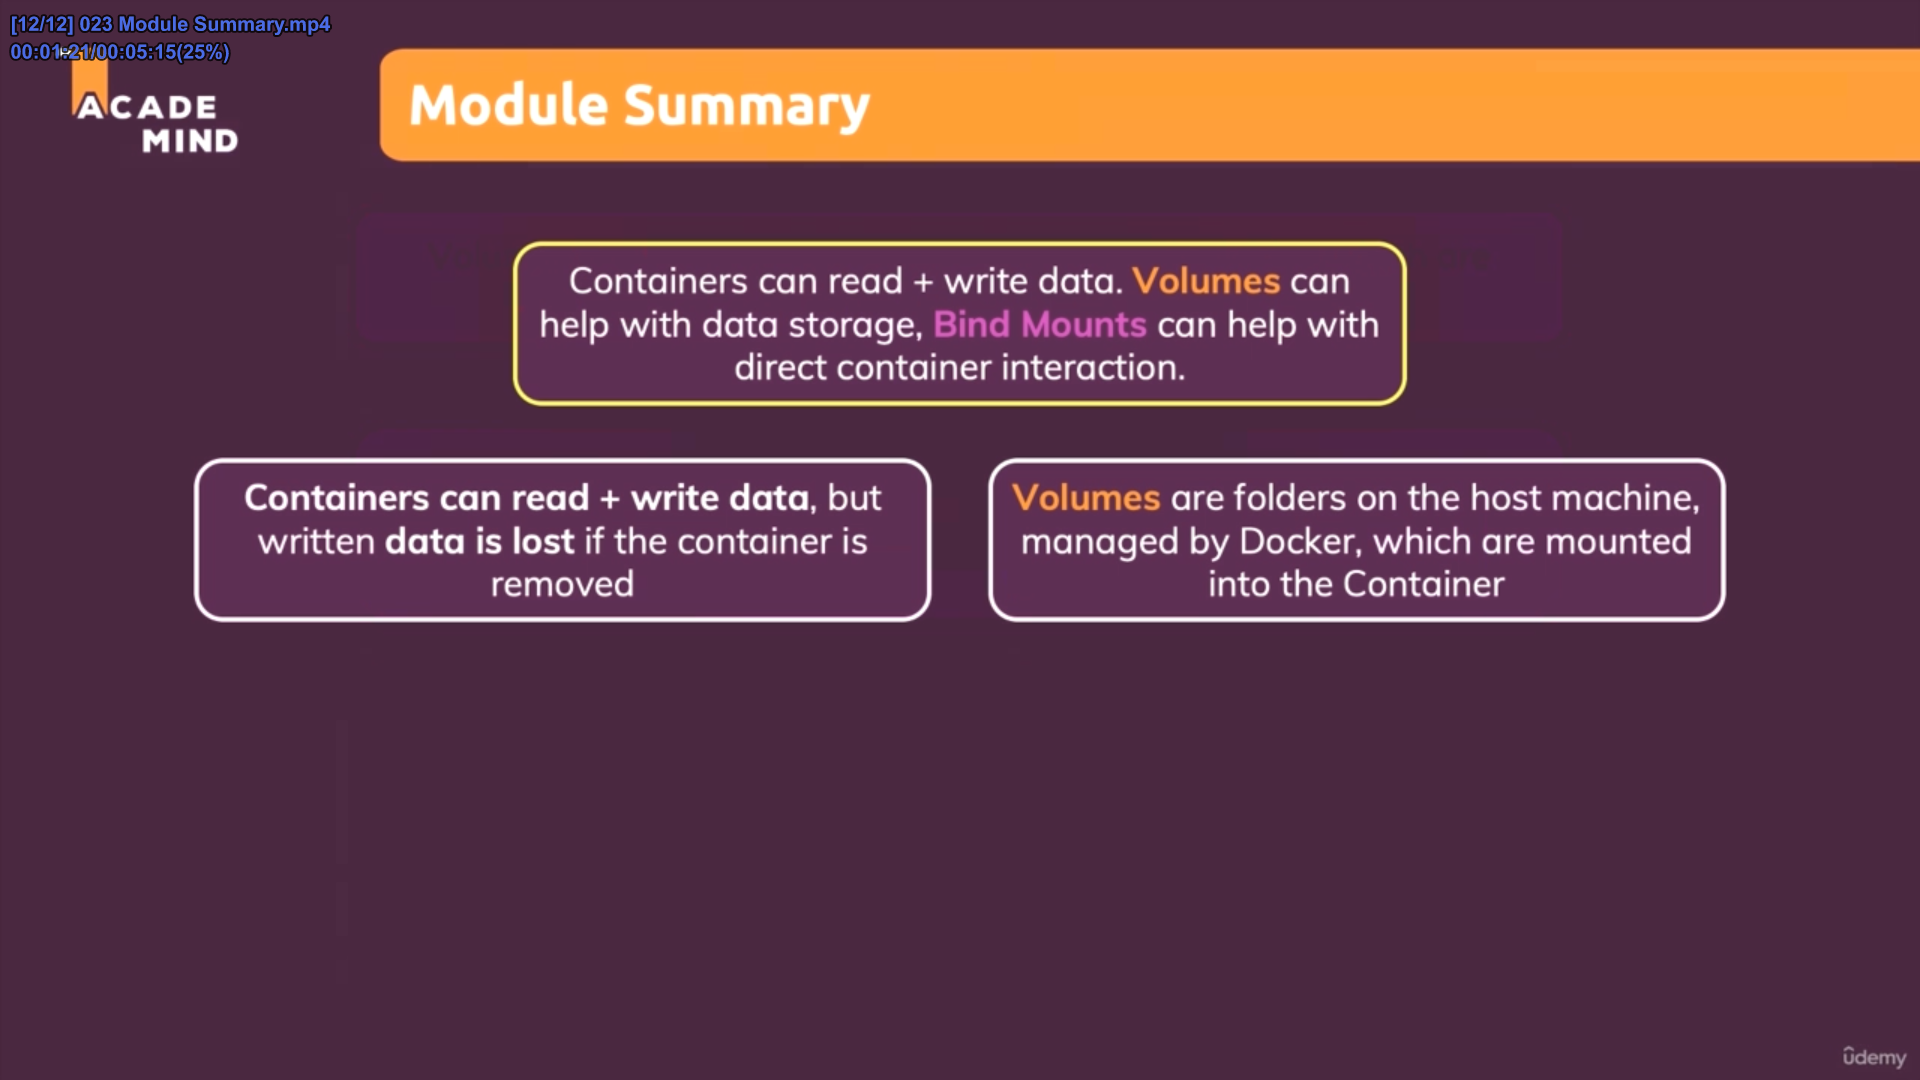 [12/12] 023 Module Summary.mp4
00:01:21/00:05:15(25%)
ACADE
MIND
Module Summary
Containers can read + write data. Volumes can
help with data storage, Bind Mounts can help with
direct container interaction.
Containers can read + write data, but
written data is lost if the container is
removed
Volumes are folders on the host machine,
managed by Docker, which are mounted
into the Container
ûdemy